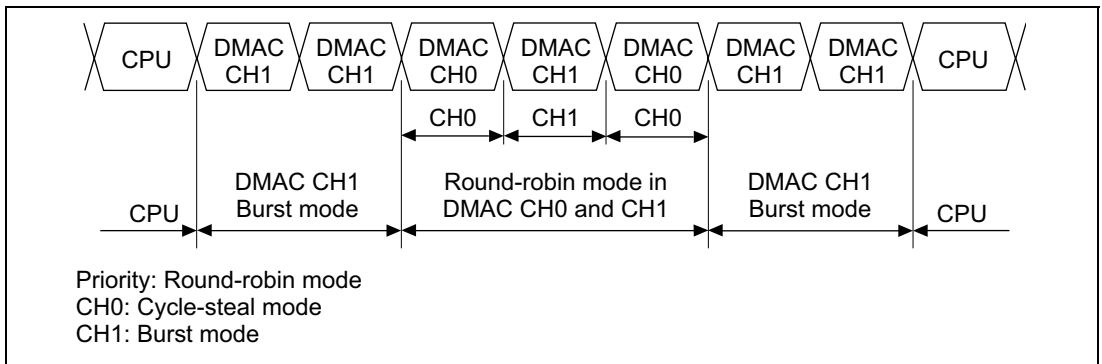 CPU DMAC CH1 DMAC CH1 DMAC CH0 DMAC CH1 DMAC CH0 DMAC CH1 DMAC CH1 CPU
CH0 CH1 CH0
CPU
DMAC CH1
Burst mode
Round-robin mode in
DMAC CH0 and CH1
DMAC CH1
Burst mode
CPU
Priority: Round-robin mode
CH0: Cycle-steal mode
CH1: Burst mode